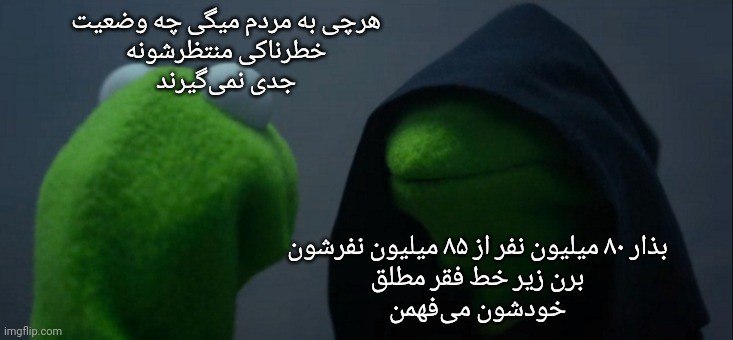 هرچی به مردم میگی چه وضعیت
خطرناکی منتظرشونه
جدی نمی‌گیرند
بذار ۸۰ میلیون نفر از ۸۵ میلیون نفرشون
برن زیر خط فقر مطلق
خودشون می‌فهمن
imgflip.com